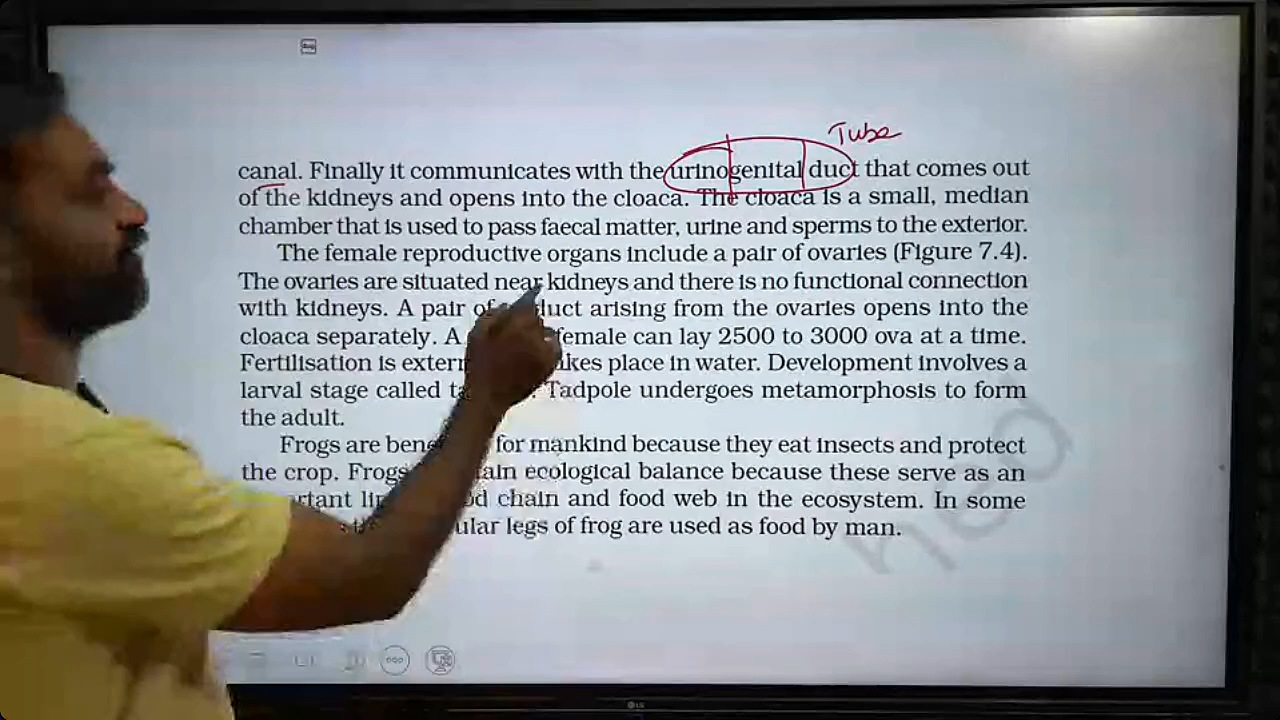 Tube
canal. Finally it communicates with the urinogenital duct that comes out
of the kidneys and opens into the cloaca. The cloaca is a small, median
chamber that is used to pass faecal matter, urine and sperms to the exterior.
The female reproductive organs include a pair of ovaries (Figure 7.4).
The ovaries are situated near kidneys and there is no functional connection
with kidneys. A pair of duct arising from the ovaries opens into the
cloaca separately. A female can lay 2500 to 3000 ova at a time.
Fertilisation is place in water. Development involves a
larval stage called Tadpole undergoes metamorphosis to form
the adult.
Frogs are for mankind because they eat insects and protect
the crop. Frogs ecological balance because these serve as an
chain and food web in the ecosystem. In some
legs of frog are used as food by man.
LG